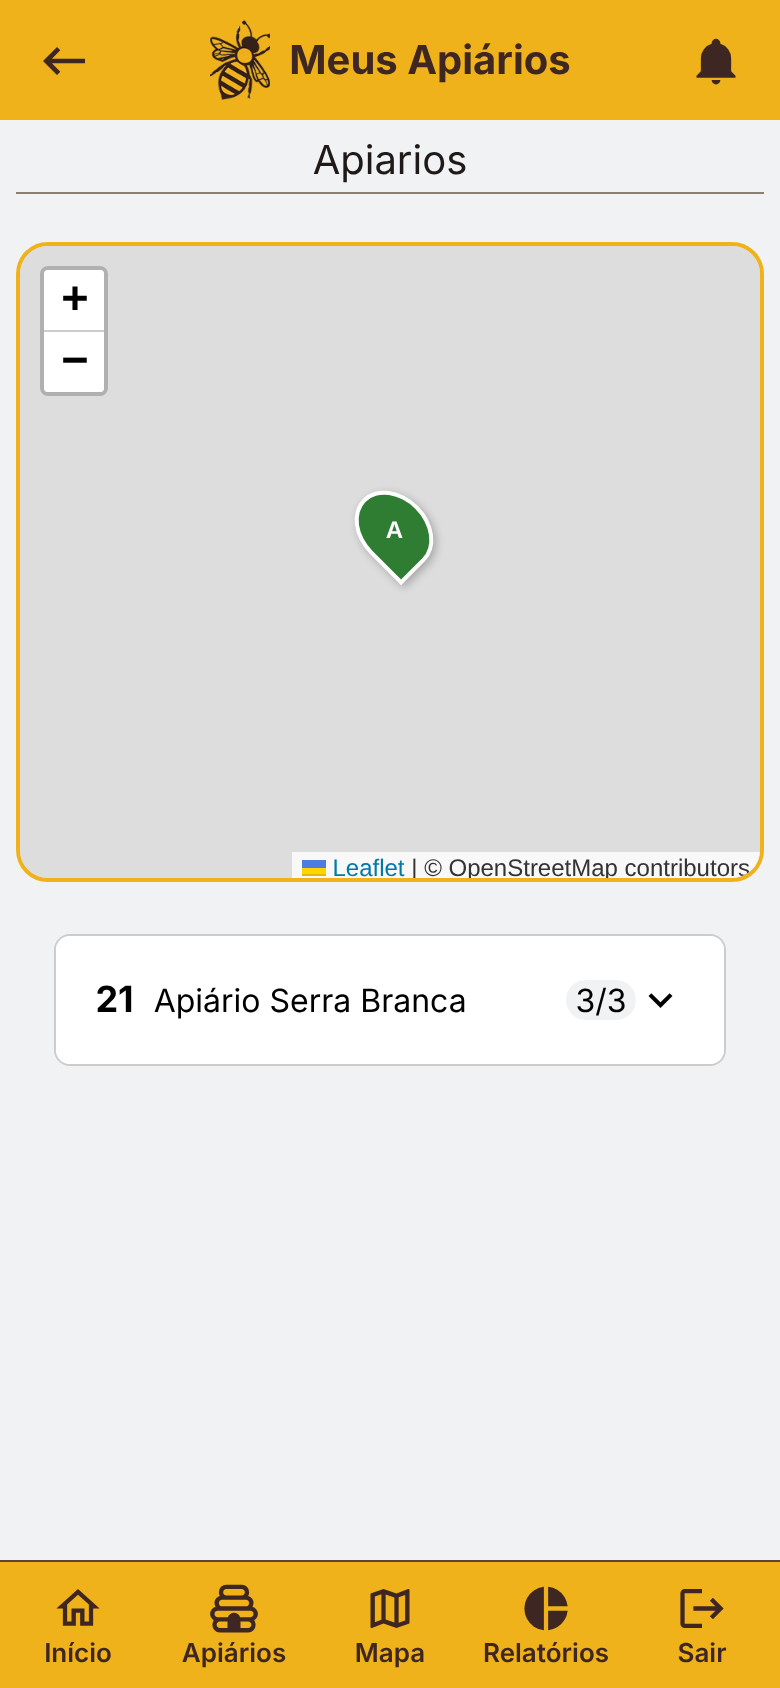 Meus Apiários
Apiarios
+
−
A
Leaflet | © OpenStreetMap contributors
21 Apiário Serra Branca 3/3
Início Apiários Mapa Relatórios Sair